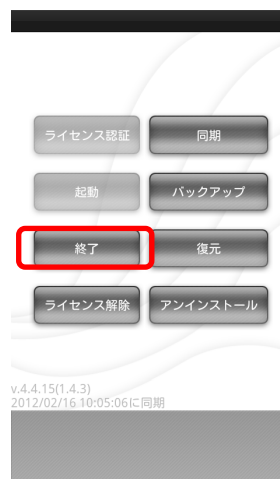 ライセンス認証 同期
起動 バックアップ
終了 復元
ライセンス解除 アンインストール
v.4.4.15(1.4.3)
2012/02/16 10:05:06に同期